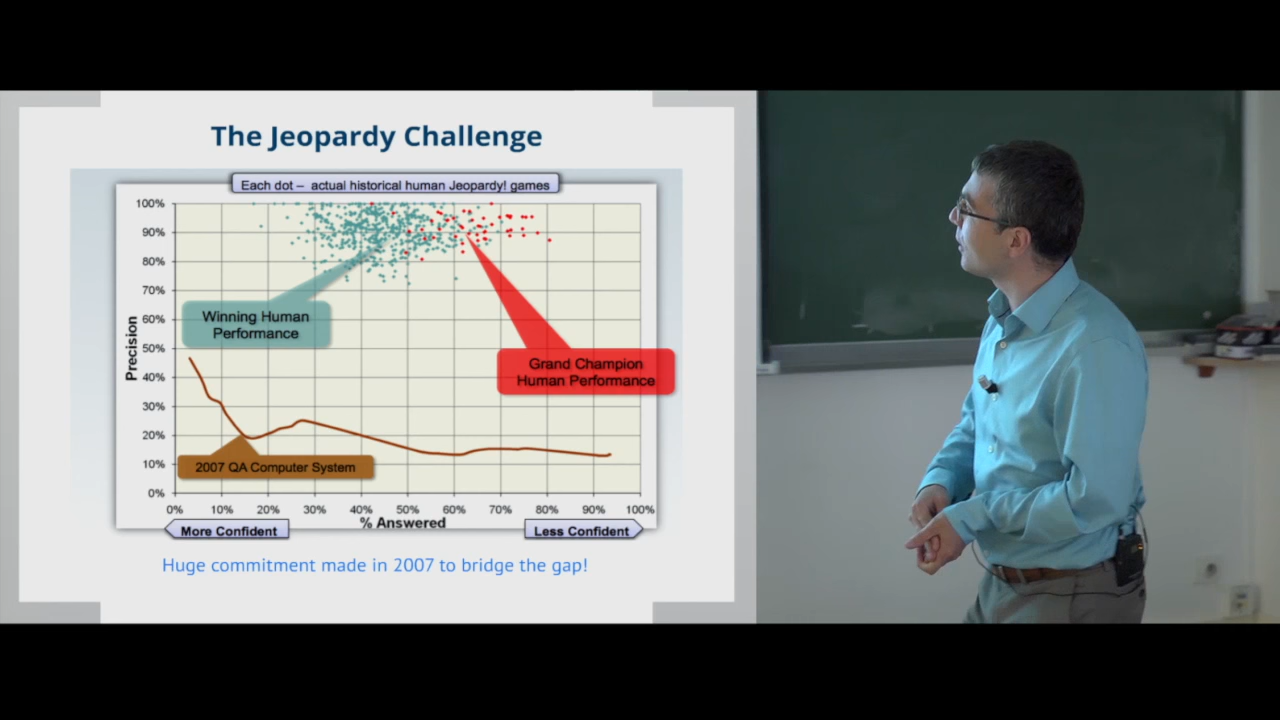 The Jeopardy Challenge
Each dot – actual historical human Jeopardy! games
100%
90%
80%
70%
60%
50%
40%
30%
20%
10%
0%
Precision
Winning Human
Performance
Grand Champion
Human Performance
2007 QA Computer System
0% 10% 20% 30% 40% 50% 60% 70% 80% 90% 100%
% Answered
More Confident
Less Confident
Huge commitment made in 2007 to bridge the gap!